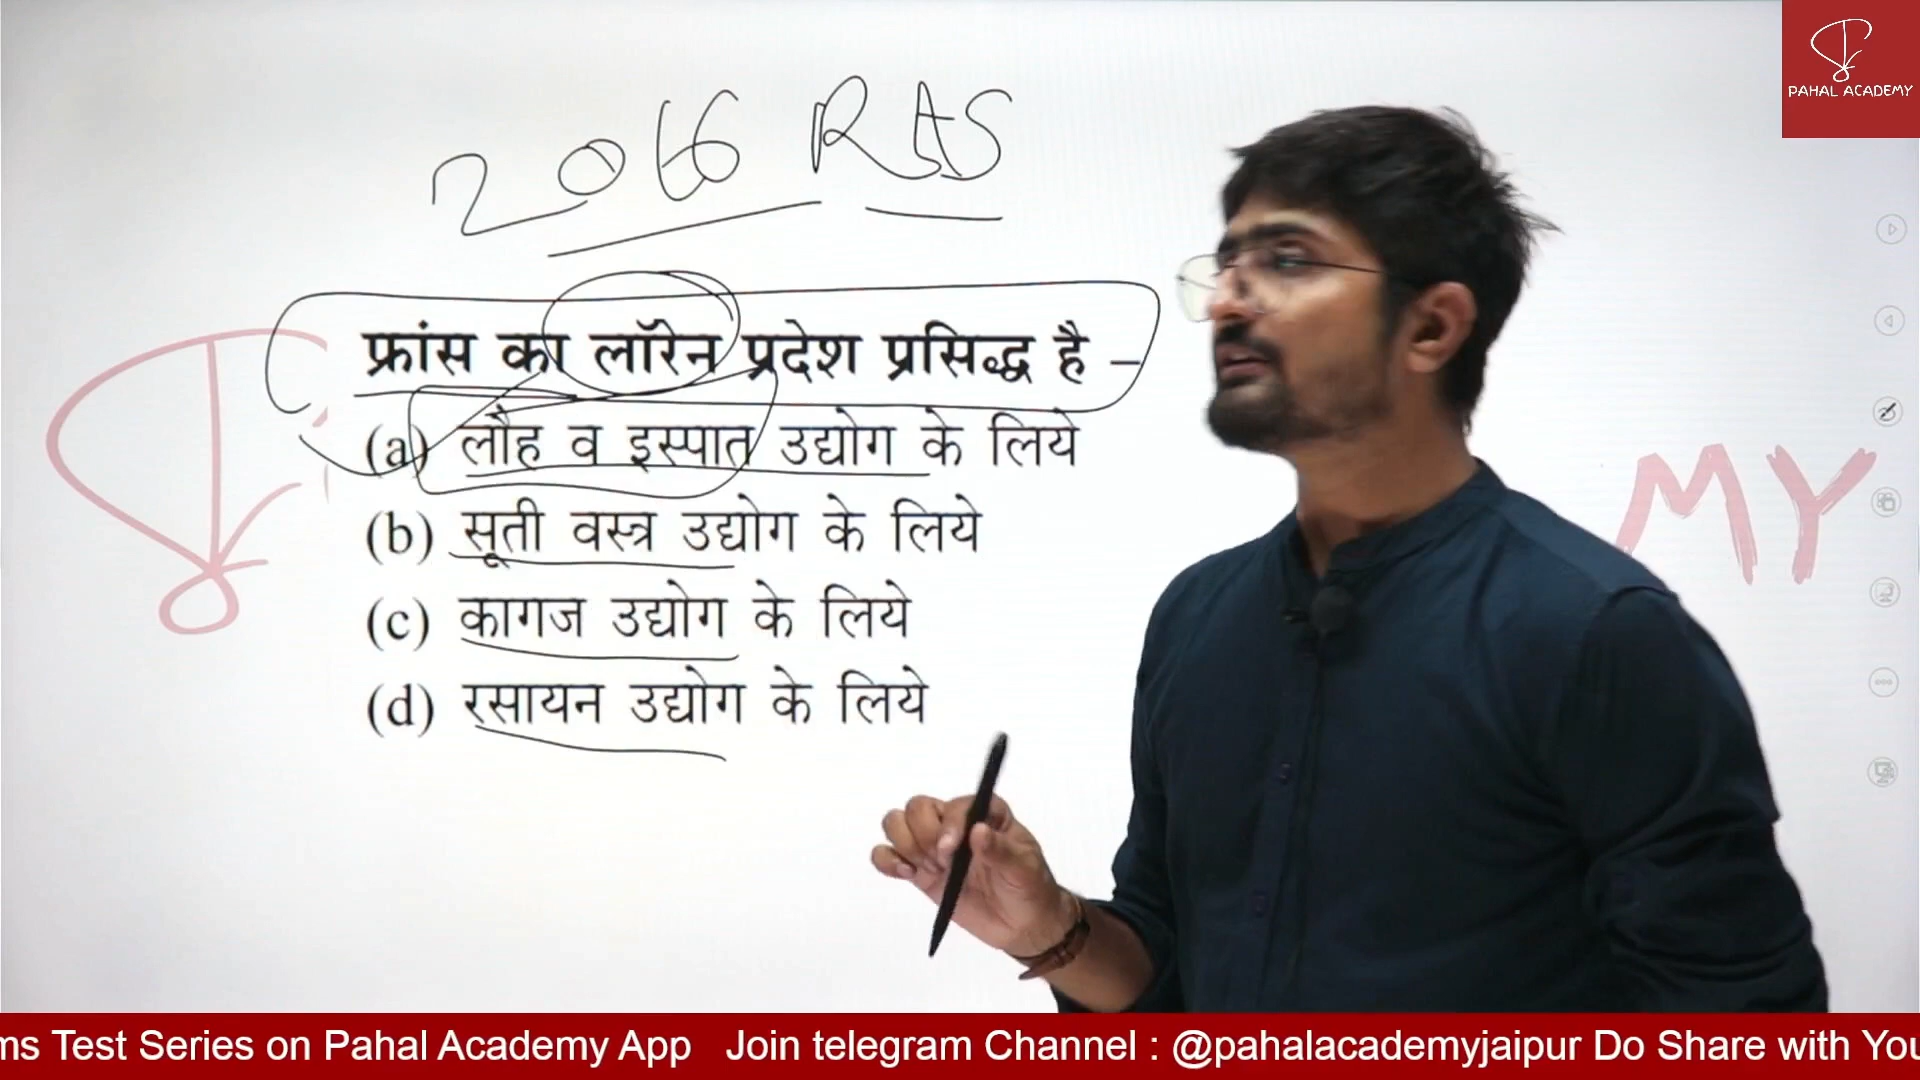 PAHAL ACADEMY
2016 RAS
फ्रांस का लॉरेन प्रदेश प्रसिद्ध है –
(a) लौह व इस्पात उद्योग के लिये
(b) सूती वस्त्र उद्योग के लिये
(c) कागज उद्योग के लिये
(d) रसायन उद्योग के लिये
MY
ms Test Series on Pahal Academy App Join telegram Channel : @pahalacademyjaipur Do Share with You